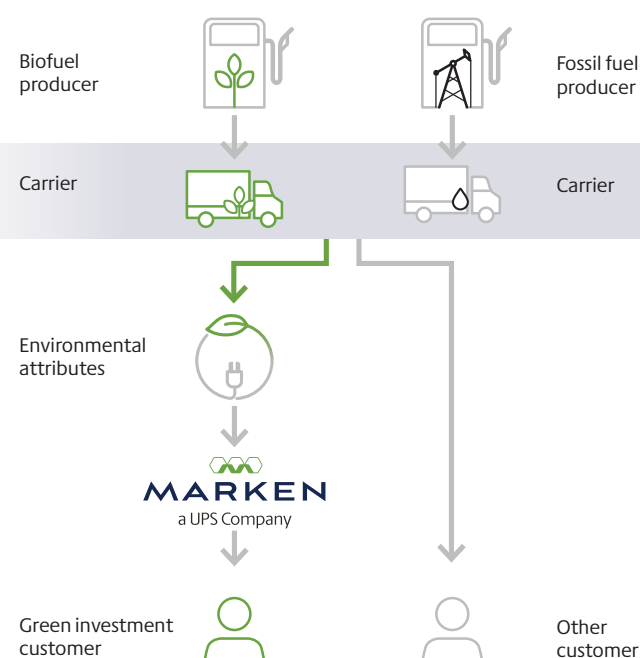 Biofuel
producer
Fossil fuel
producer
Carrier
Carrier
Environmental
attributes
MARKEN
a UPS Company
Green investment
customer
Other
customer